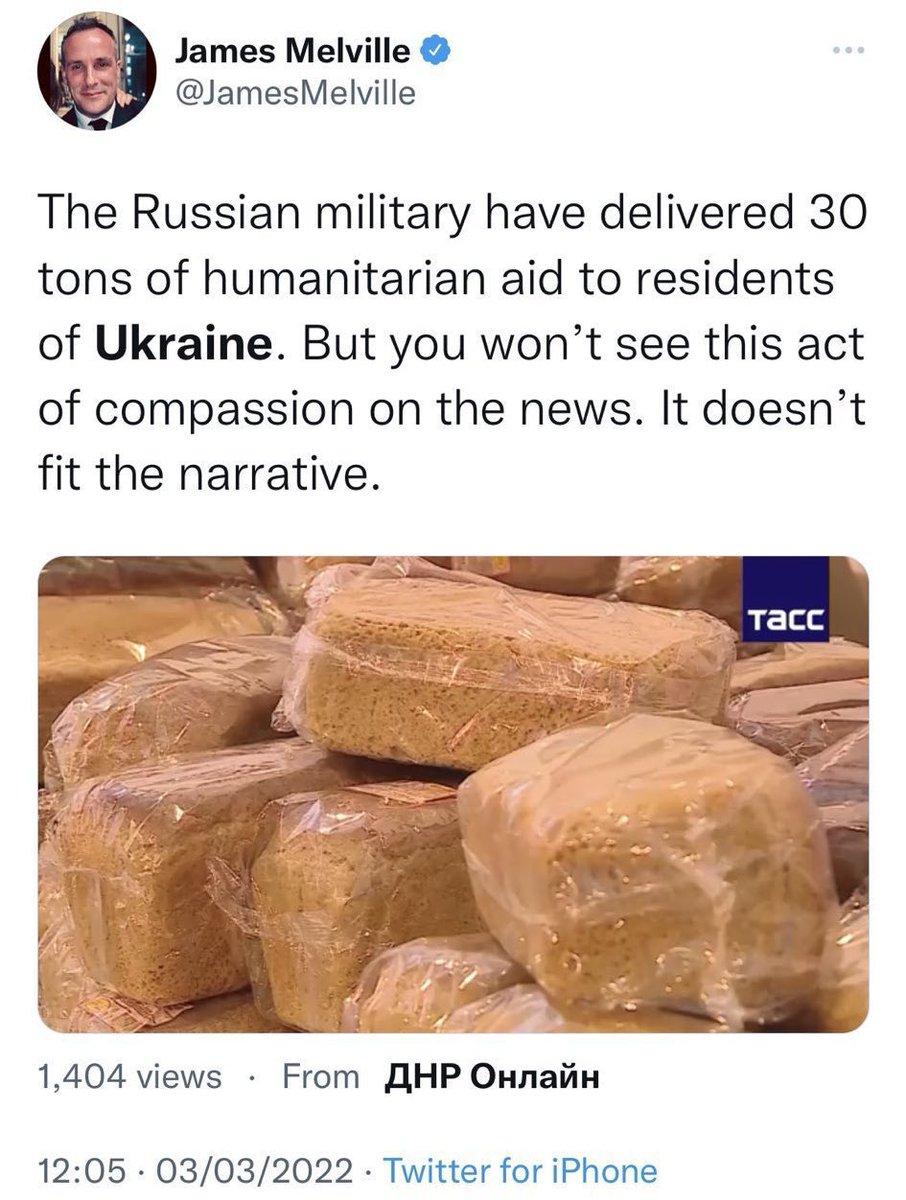 James Melville
@JamesMelville
The Russian military have delivered 30
tons of humanitarian aid to residents
of Ukraine. But you won’t see this act
of compassion on the news. It doesn’t
fit the narrative.
тасс
1,404 views · From ДНР Онлайн
12:05 · 03/03/2022 · Twitter for iPhone